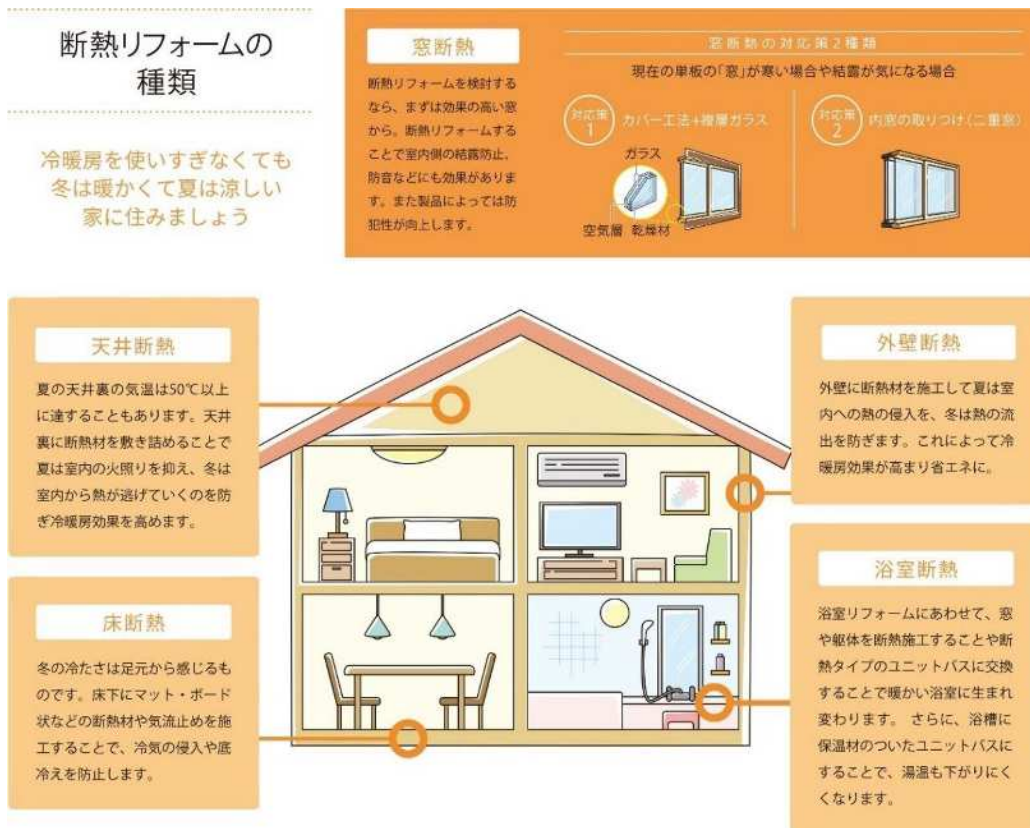 断熱リフォームの
種類
冷暖房を使いすぎなくても
冬は暖かくて夏は涼しい
家に住みましょう
窓断熱
断熱リフォームを検討する
なら、まずは効果の高い窓
から。断熱リフォームする
ことで室内側の結露防止、
防音などにも効果がありま
す。また製品によっては防
犯性が向上します。
窓断熱の対応策2種類
現在の単板の「窓」が寒い場合や結露が気になる場合
対応策
1
カバー工法+複層ガラス
ガラス
空気層 乾燥材
対応策
2
内窓の取りつけ(二重窓)
天井断熱
夏の天井裏の気温は50℃以上
に達することもあります。天井
裏に断熱材を敷き詰めることで
夏は室内の火照りを抑え、冬は
室内から熱が逃げていくのを防
ぎ冷暖房効果を高めます。
外壁断熱
外壁に断熱材を施工して夏は室
内への熱の侵入を、冬は熱の流
出を防ぎます。これによって冷
暖房効果が高まり省エネに。
床断熱
冬の冷たさは足元から感じるも
のです。床下にマット・ボード
状などの断熱材や気流止めを施
工することで、冷気の侵入や底
冷えを防止します。
浴室断熱
浴室リフォームにあわせて、窓
や躯体を断熱施工することや断
熱タイプのユニットバスに交換
することで暖かい浴室に生まれ
変わります。 さらに、浴槽に
保温材のついたユニットバスに
することで、湯温も下がりにく
くなります。